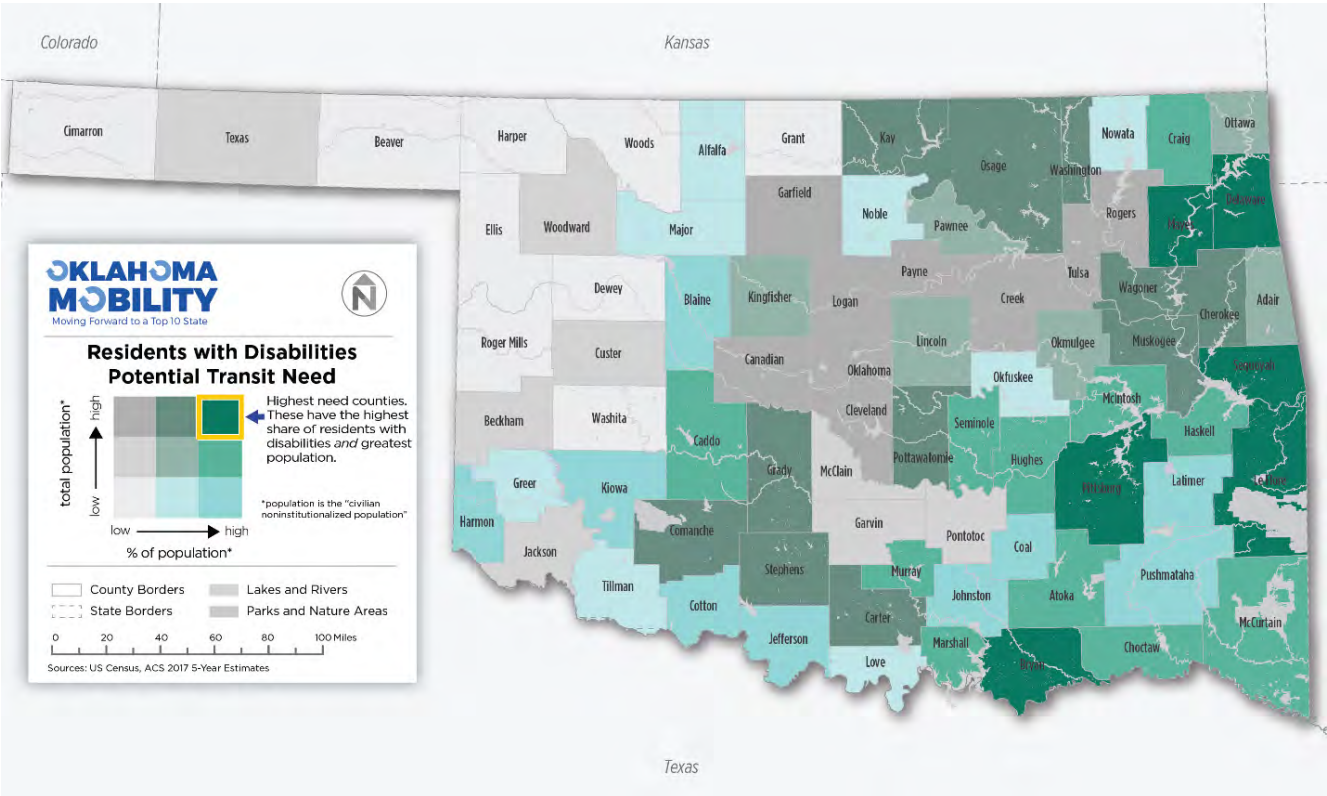 Colorado
Kansas
Cimarron
Texas
Beaver
Harper
Woods
Alfalfa
Grant
Kay
Osage
Washington
Nowata
Craig
Ottawa
Ellis
Woodward
Major
Garfield
Noble
Pawnee
Rogers
Mayes
Delaware
Dewey
Blaine
Kingfisher
Logan
Payne
Creek
Tulsa
Wagoner
Cherokee
Adair
Roger Mills
Custer
Canadian
Oklahoma
Lincoln
Okmulgee
Muskogee
Okfuskee
Sequoyah
Beckham
Washita
Caddo
Grady
McClain
Cleveland
Pottawatomie
Seminole
Hughes
McIntosh
Haskell
Pittsburg
Latimer
Le Flore
Greer
Harmon
Kiowa
Jackson
Comanche
Tillman
Cotton
Stephens
Jefferson
Garvin
Pontotoc
Murray
Carter
Love
Coal
Johnston
Atoka
Pushmataha
McCurtain
Marshall
Bryan
Choctaw
OKLAHOMA
MOBILITY
Moving Forward to a Top 10 State
N
Residents with Disabilities
Potential Transit Need
total population*
low
high
Highest need counties.
These have the highest
share of residents with
disabilities and greatest
population.
*population is the "civilian
noninstitutionalized population"
low
high
% of population*
County Borders
Lakes and Rivers
State Borders
Parks and Nature Areas
0 20 40 60 80 100 Miles
Sources: US Census, ACS 2017 5-Year Estimates
Texas